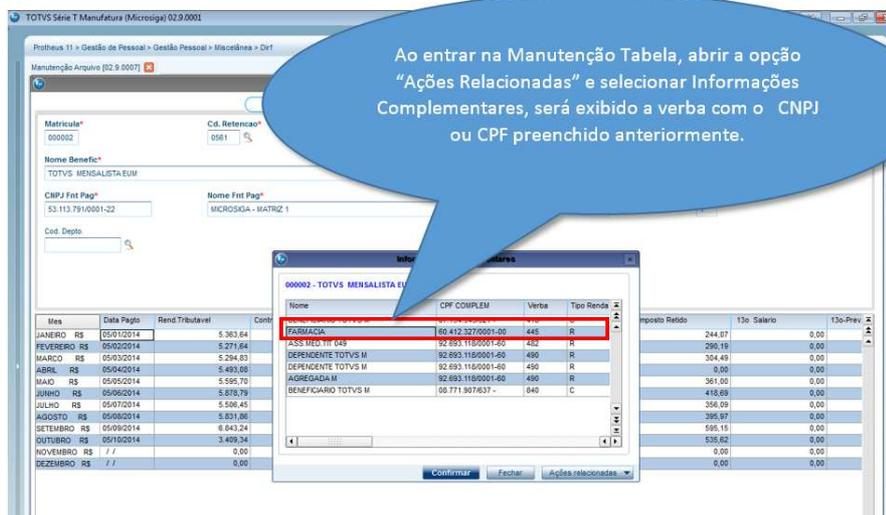 TOTVS Série T Manufatura (Microsiga) 02.9.0001
Protheus 11 > Gestão de Pessoal > Gestão Pessoal > Miscelânea > Dirf
Manutenção Arquivo [02.9.0007]
Ao entrar na Manutenção Tabela, abrir a opção
“Ações Relacionadas” e selecionar Informações
Complementares, será exibido a verba com o CNPJ
ou CPF preenchido anteriormente.
Matricula* Cd. Retencao*
000002 0561
Nome Benefic*
TOTVS MENSALISTA EUM
CNPJ Fnt Pag* Nome Fnt Pag*
53.113.791/0001-22 MICROSIGA - MATRIZ 1
Cod. Depto
000002 - TOTVS MENSALISTA EU
Nome CPF COMPLEM Verba Tipo Renda
FARMACIA 60.412.327/0001-00 445 R
ASS.MED.TIT 049 92.693.118/0001-60 482 R
DEPENDENTE TOTVS M 92.693.118/0001-60 490 R
DEPENDENTE TOTVS M 92.693.118/0001-60 490 R
AGREGADA M 92.693.118/0001-60 490 R
BENEFICIARIO TOTVS M 08.771.907/637 - 840 C
Confirmar Fechar Ações relacionadas
Mes Data Pagto Rend.Tributavel Contr mposto Retido 13o Salario 13o-Prev
JANEIRO R$ 05/01/2014 5.363,64 244,07 0,00
FEVEREIRO R$ 05/02/2014 5.271,64 290,19 0,00
MARCO R$ 05/03/2014 5.294,83 304,49 0,00
ABRIL R$ 05/04/2014 5.493,08 0,00 0,00
MAIO R$ 05/05/2014 5.595,70 361,00 0,00
JUNHO R$ 05/06/2014 5.878,79 418,69 0,00
JULHO R$ 05/07/2014 5.506,45 356,09 0,00
AGOSTO R$ 05/08/2014 5.831,86 395,97 0,00
SETEMBRO R$ 05/09/2014 6.843,24 595,15 0,00
OUTUBRO R$ 05/10/2014 3.409,34 535,62 0,00
NOVEMBRO R$ / / 0,00 0,00 0,00
DEZEMBRO R$ / / 0,00 0,00 0,00